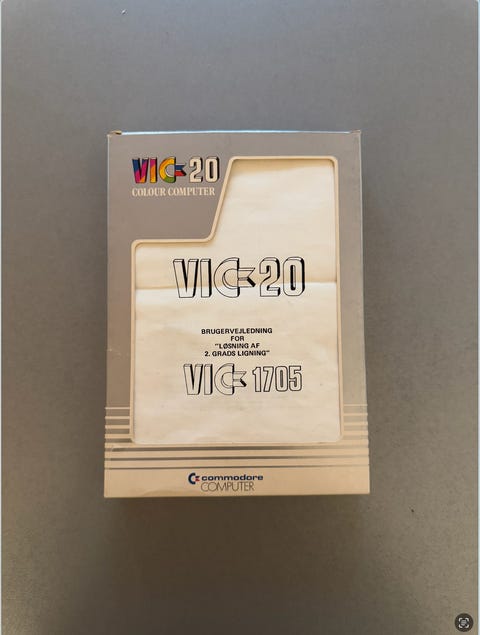 VIC 20
COLOUR COMPUTER
VIC 20
BRUGERVEJLEDNING
FOR
"LØSNING AF
2. GRADS LIGNING"
VIC 1705
commodore
COMPUTER